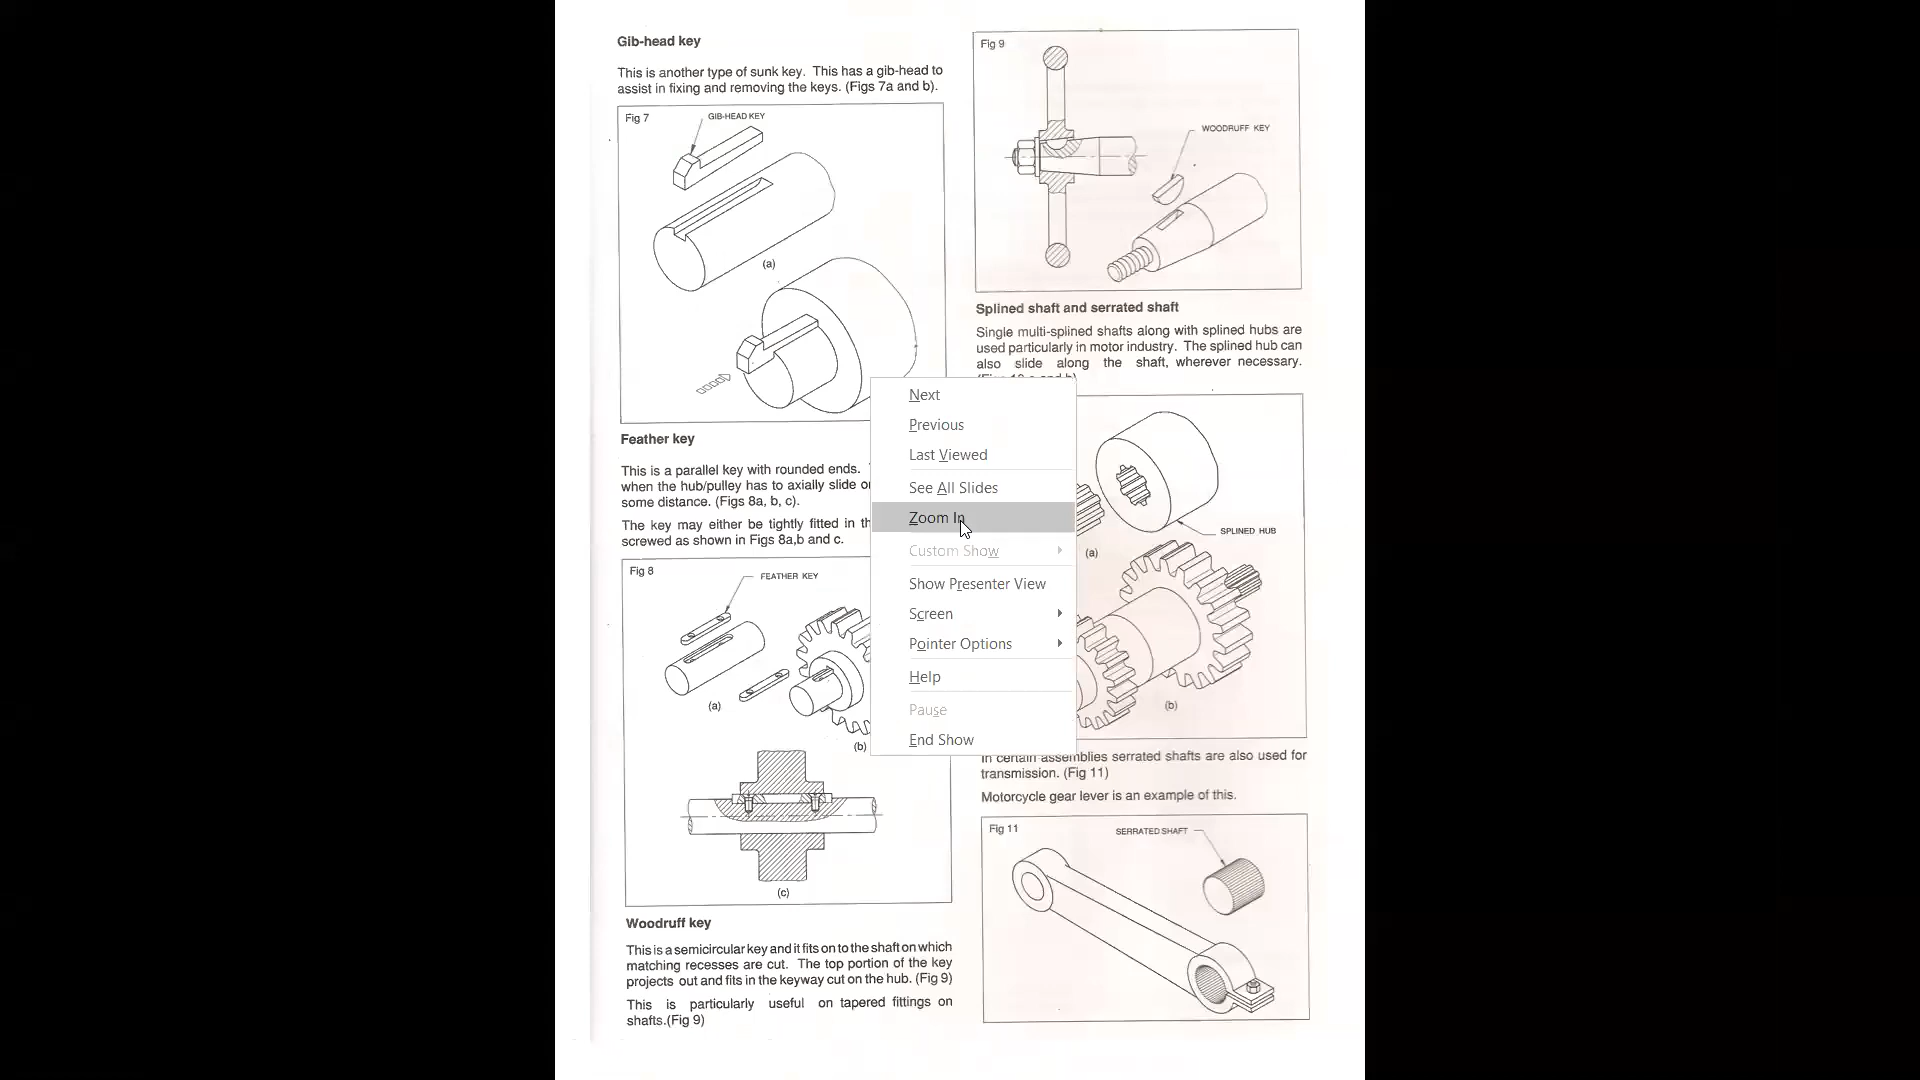 Gib-head key
This is another type of sunk key. This has a gib-head to
assist in fixing and removing the keys. (Figs 7a and b).
Fig 7
GIB-HEAD KEY
(a)
Feather key
This is a parallel key with rounded ends.
when the hub/pulley has to axially slide
some distance. (Figs 8a, b, c).
The key may either be tightly fitted in
screwed as shown in Figs 8a,b and c.
Fig 8
FEATHER KEY
(a)
(b)
(c)
Woodruff key
This is a semicircular key and it fits on to the shaft on which
matching recesses are cut. The top portion of the key
projects out and fits in the keyway cut on the hub. (Fig 9)
This is particularly useful on tapered fittings on
shafts.(Fig 9)
Next
Previous
Last Viewed
See All Slides
Zoom In
Custom Show
Show Presenter View
Screen
Pointer Options
Help
Pause
End Show
Fig 9
WOODRUFF KEY
Splined shaft and serrated shaft
Single multi-splined shafts along with splined hubs are
used particularly in motor industry. The splined hub can
also slide along the shaft, wherever necessary.
SPLINED HUB
(a)
(b)
In certain assemblies serrated shafts are also used for
transmission. (Fig 11)
Motorcycle gear lever is an example of this.
Fig 11
SERRATED SHAFT